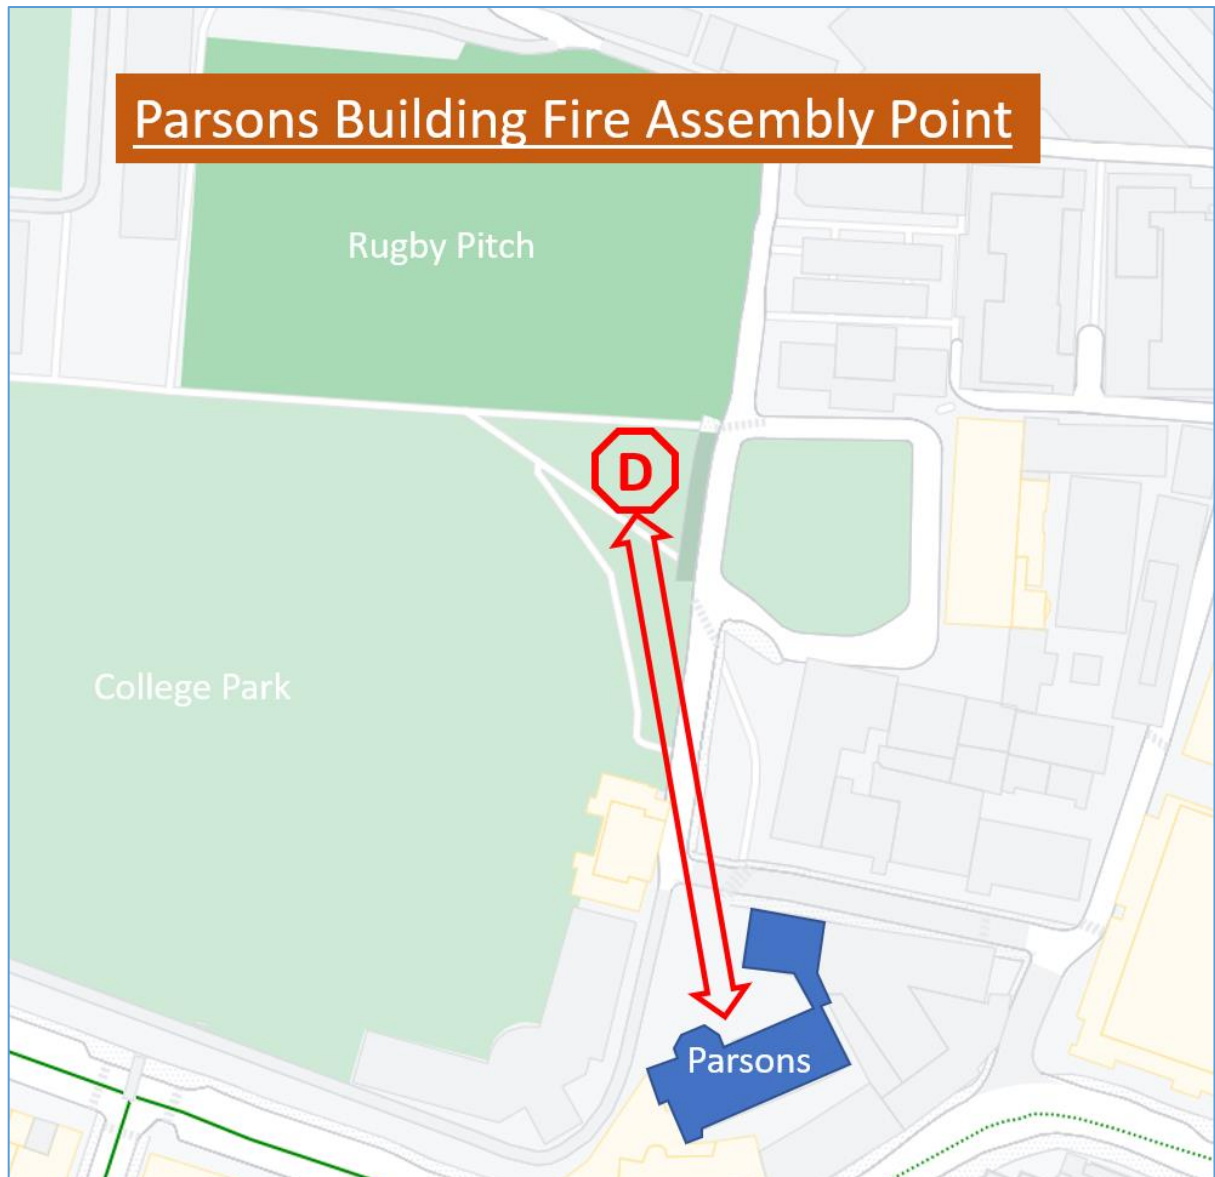 Parsons Building Fire Assembly Point
Rugby Pitch
D
College Park
Parsons